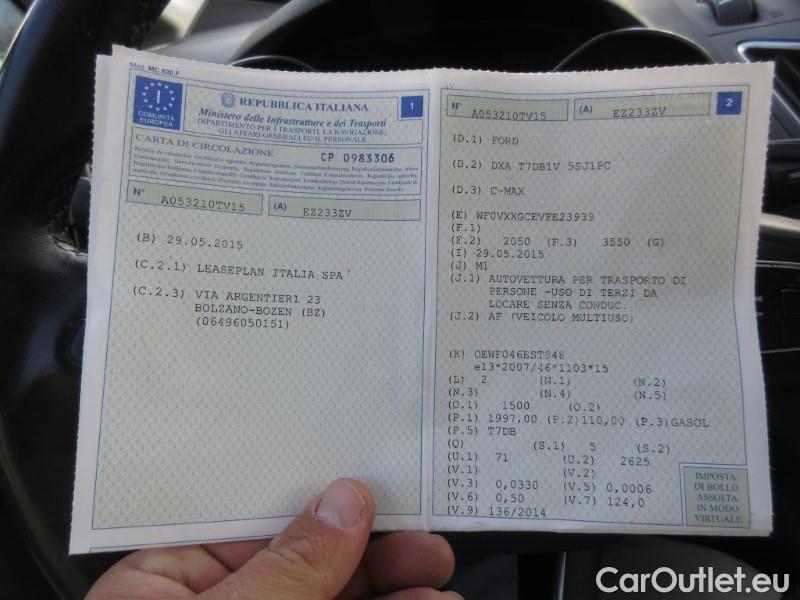 Mod. MC 820 F
COMUNITÀ
EUROPEA
I
REPUBBLICA ITALIANA
Ministero delle Infrastrutture e dei Trasporti
DIPARTIMENTO PER I TRASPORTI, LA NAVIGAZIONE,
GLI AFFARI GENERALI ED IL PERSONALE
1
CARTA DI CIRCOLAZIONE
CP 0983306
N° A053210TV15 (A) EZ233ZV
(B) 29.05.2015
(C.2.1) LEASEPLAN ITALIA SPA
(C.2.3) VIA ARGENTIERI 23
BOLZANO-BOZEN (BZ)
(06496050151)
N° A053210TV15 (A) EZ233ZV 2
(D.1) FORD
(D.2) DXA T7DB1V 5SJ1PC
(D.3) C-MAX
(E) WF0VXXGCEVFE23939
(F.1)
(F.2) 2050 (F.3) 3550 (G)
(I) 29.05.2015
(J) M1
(J.1) AUTOVETTURA PER TRASPORTO DI
PERSONE -USO DI TERZI DA
LOCARE SENZA CONDUC.
(J.2) AF (VEICOLO MULTIUSO)
(K) OEWF046EST948
e13*2007/46*1103*15
(L) 2 (N.1) (N.2)
(N.3) (N.4) (N.5)
(O.1) 1500 (O.2)
(P.1) 1997,00 (P.2)110,00 (P.3)GASOL
(P.5) T7DB
(Q) (S.1) 5 (S.2)
(U.1) 71 (U.2) 2625
(V.1) (V.2)
(V.3) 0,0330 (V.5) 0,0006
(V.6) 0,50 (V.7) 124,0
(V.9) 136/2014
IMPOSTA
DI BOLLO
ASSOLTA
IN MODO
VIRTUALE
CarOutlet.eu